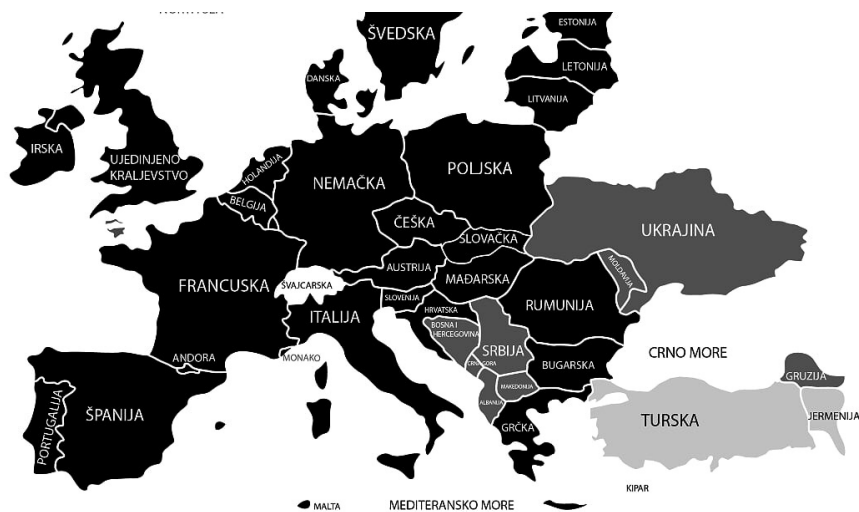 ŠVEDSKA
ESTONIJA
LETONIJA
DANSKA
LITVANIJA
IRSKA
UJEDINJENO
KRALJEVSTVO
HOLANDIJA
BELGIJA
NEMAČKA
POLJSKA
ČEŠKA
SLOVAČKA
UKRAJINA
MOLDAVIJA
FRANCUSKA
ŠVAJCARSKA
AUSTRIJA
MAĐARSKA
SLOVENIJA
HRVATSKA
RUMUNIJA
ITALIJA
BOSNA I
HERCEGOVINA
SRBIJA
CRNA GORA
ANDORA
MONAKO
BUGARSKA
CRNO MORE
GRUZIJA
MAKEDONIJA
ALBANIJA
PORTUGALIJA
ŠPANIJA
GRČKA
TURSKA
JERMENIJA
KIPAR
MALTA
MEDITERANSKO MORE